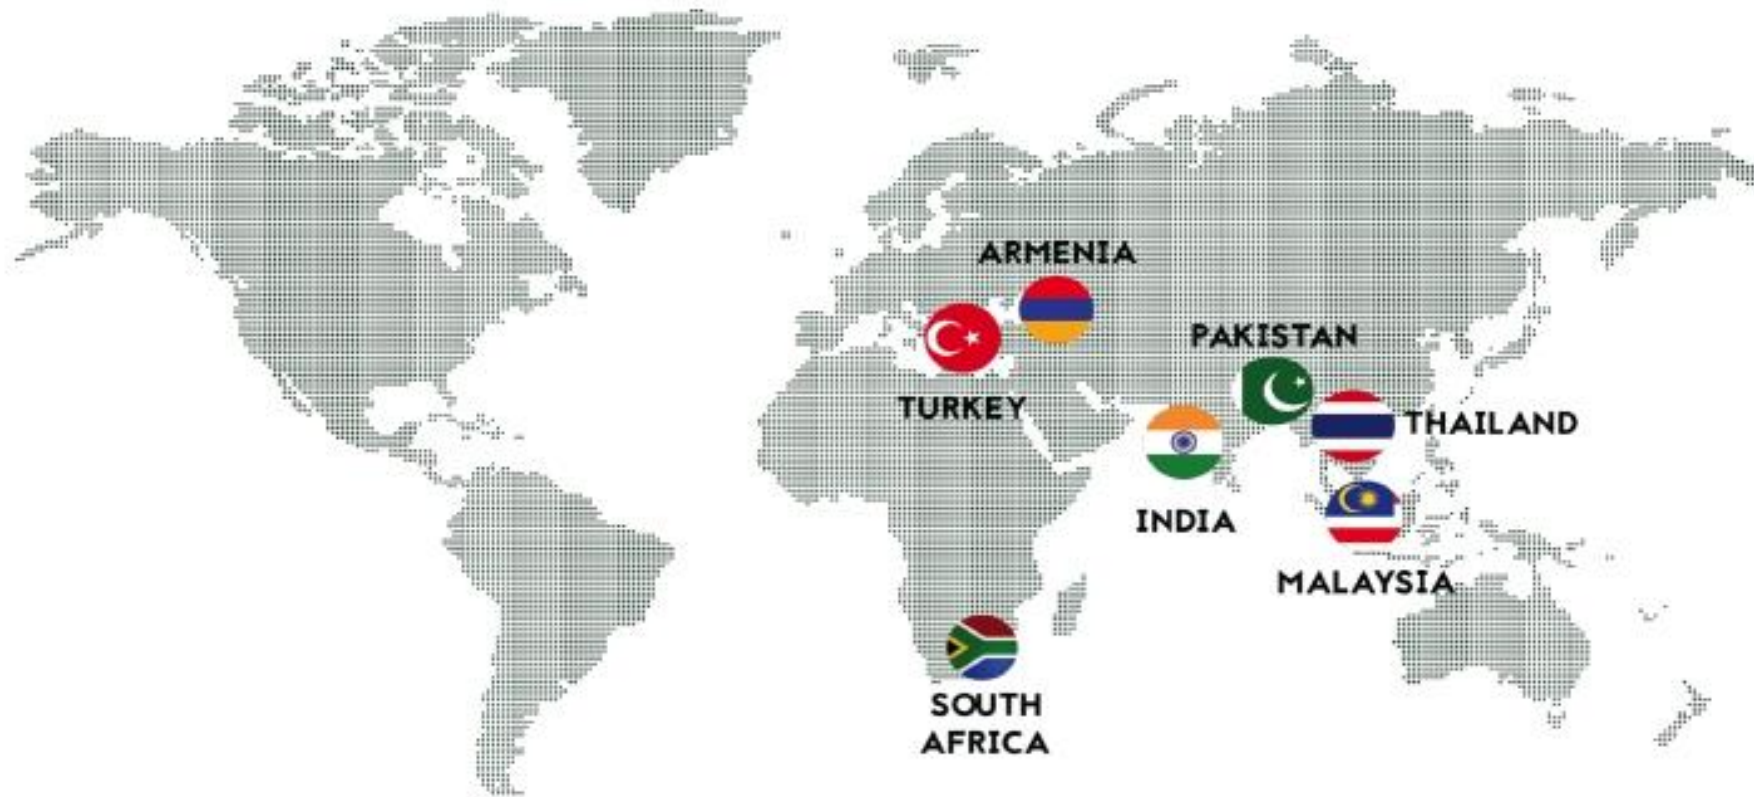 ARMENIA
PAKISTAN
TURKEY
THAILAND
INDIA
MALAYSIA
SOUTH
AFRICA